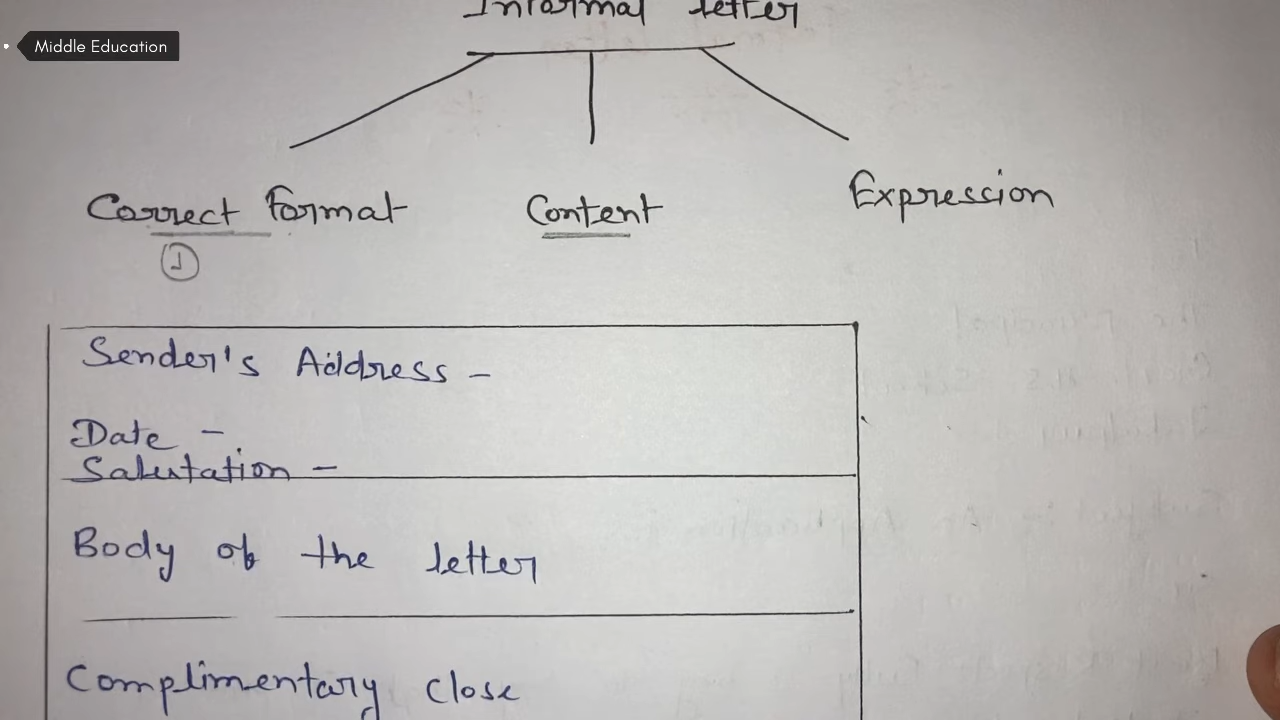 Middle Education
Informal letter
Correct Format
Content
Expression
1
Sender's Address -
Date -
Salutation -
Body of the letter
Complimentary close